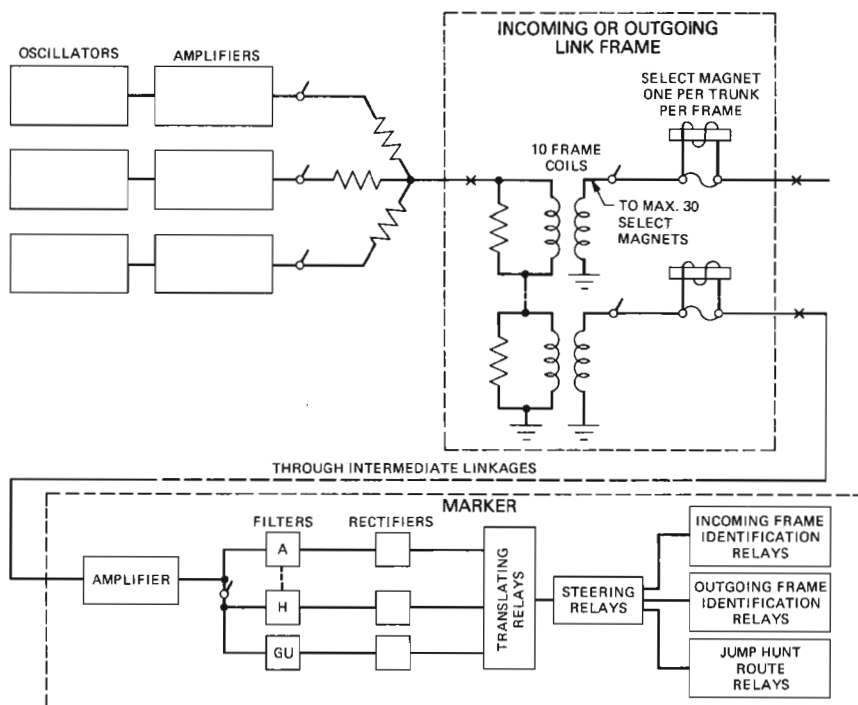 INCOMING OR OUTGOING
LINK FRAME
OSCILLATORS
AMPLIFIERS
SELECT MAGNET
ONE PER TRUNK
PER FRAME
10 FRAME
COILS
TO MAX. 30
SELECT
MAGNETS
THROUGH INTERMEDIATE LINKAGES
MARKER
FILTERS
RECTIFIERS
AMPLIFIER
A
H
GU
TRANSLATING
RELAYS
STEERING
RELAYS
INCOMING FRAME
IDENTIFICATION
RELAYS
OUTGOING FRAME
IDENTIFICATION
RELAYS
JUMP HUNT
ROUTE
RELAYS